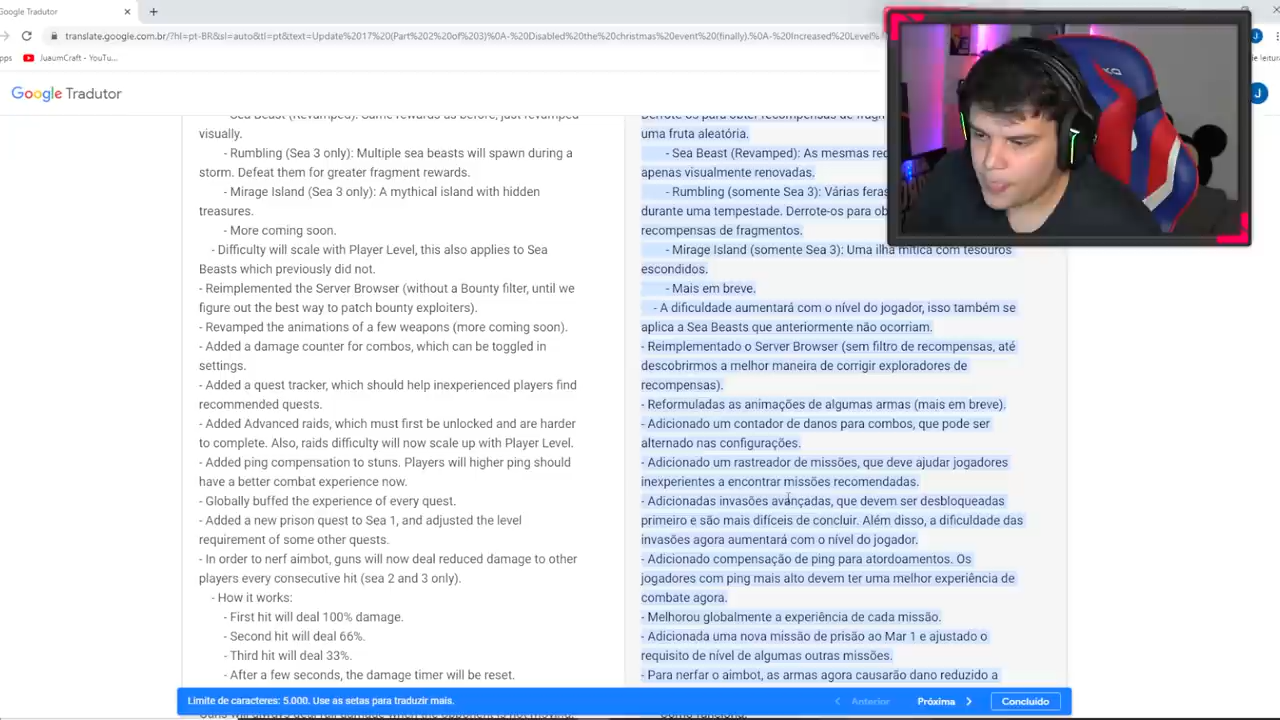 Google Tradutor
translate.google.com.br/?hl=pt-BR&sl=auto&tl=pt&text=Update%2017%20(Part%202%20of%203)%0A-%20Disabled%20the%20christmas%20event%20(finally).%0A-%20Increased%20Level%
JuaumCraft - YouTu...
de leitura
Google Tradutor
J
Sea Beast (Revamped): Same rewards as before, just revamped
visually.
- Rumbling (Sea 3 only): Multiple sea beasts will spawn during a
storm. Defeat them for greater fragment rewards.
- Mirage Island (Sea 3 only): A mythical island with hidden
treasures.
- More coming soon.
- Difficulty will scale with Player Level, this also applies to Sea
Beasts which previously did not.
- Reimplemented the Server Browser (without a Bounty filter, until we
figure out the best way to patch bounty exploiters).
- Revamped the animations of a few weapons (more coming soon).
- Added a damage counter for combos, which can be toggled in
settings.
- Added a quest tracker, which should help inexperienced players find
recommended quests.
- Added Advanced raids, which must first be unlocked and are harder
to complete. Also, raids difficulty will now scale up with Player Level.
- Added ping compensation to stuns. Players will higher ping should
have a better combat experience now.
- Globally buffed the experience of every quest.
- Added a new prison quest to Sea 1, and adjusted the level
requirement of some other quests.
- In order to nerf aimbot, guns will now deal reduced damage to other
players every consecutive hit (sea 2 and 3 only).
- How it works:
- First hit will deal 100% damage.
- Second hit will deal 66%.
- Third hit will deal 33%.
- After a few seconds, the damage timer will be reset.
Derrote-os para obter recompensas de frag
uma fruta aleatória.
- Sea Beast (Revamped): As mesmas rec
apenas visualmente renovadas.
- Rumbling (somente Sea 3): Várias feras
durante uma tempestade. Derrote-os para ob
recompensas de fragmentos.
- Mirage Island (somente Sea 3): Uma ilha mítica com tesouros
escondidos.
- Mais em breve.
- A dificuldade aumentará com o nível do jogador, isso também se
aplica a Sea Beasts que anteriormente não ocorriam.
- Reimplementado o Server Browser (sem filtro de recompensas, até
descobrirmos a melhor maneira de corrigir exploradores de
recompensas).
- Reformuladas as animações de algumas armas (mais em breve).
- Adicionado um contador de danos para combos, que pode ser
alternado nas configurações.
- Adicionado um rastreador de missões, que deve ajudar jogadores
inexperientes a encontrar missões recomendadas.
- Adicionadas invasões avançadas, que devem ser desbloqueadas
primeiro e são mais difíceis de concluir. Além disso, a dificuldade das
invasões agora aumentará com o nível do jogador.
- Adicionado compensação de ping para atordoamentos. Os
jogadores com ping mais alto devem ter uma melhor experiência de
combate agora.
- Melhorou globalmente a experiência de cada missão.
- Adicionada uma nova missão de prisão ao Mar 1 e ajustado o
requisito de nível de algumas outras missões.
- Para nerfar o aimbot, as armas agora causarão dano reduzido a
Limite de caracteres: 5.000. Use as setas para traduzir mais.
Anterior
Próxima
Concluído